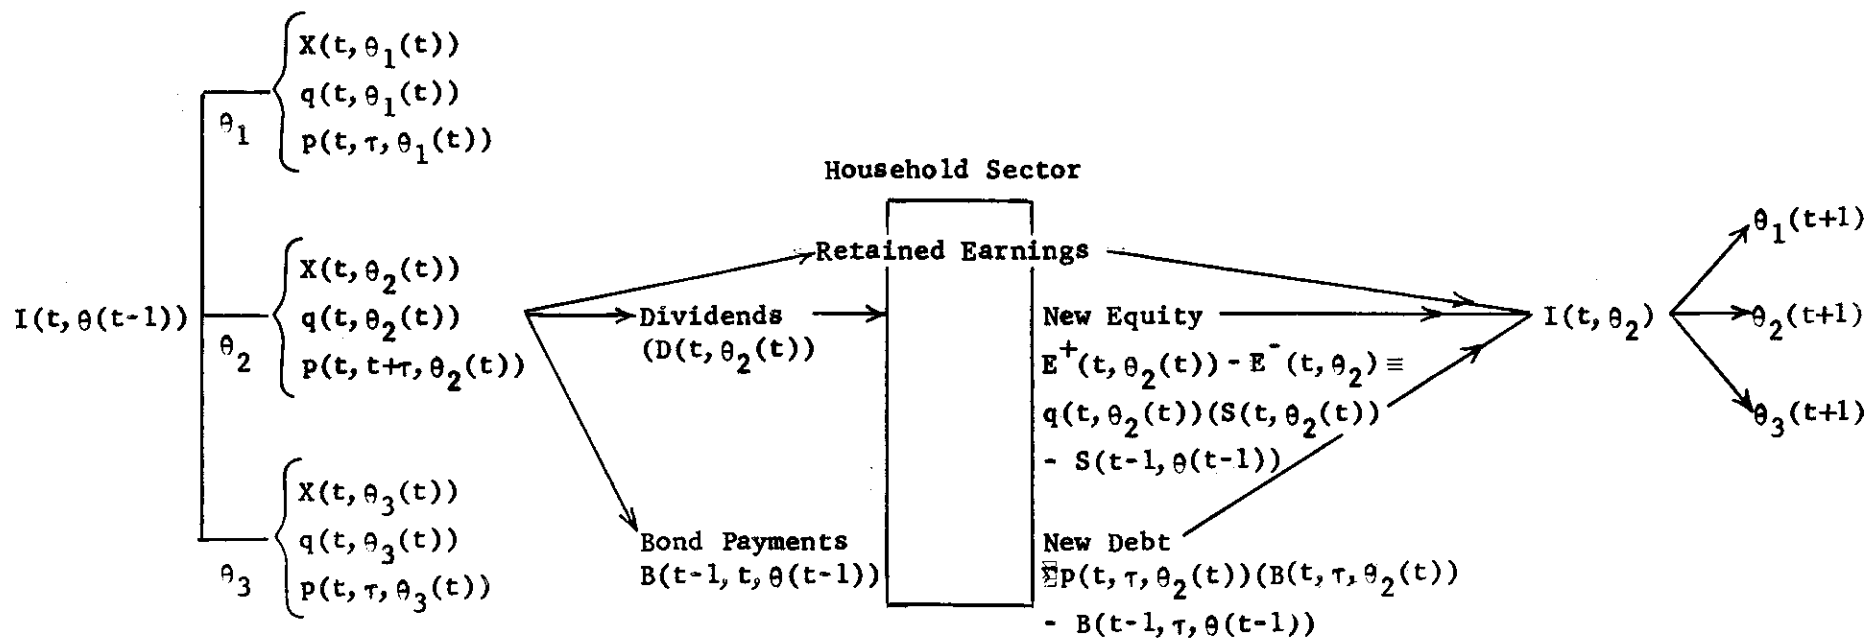 X(t,θ₁(t))
q(t,θ₁(t))
θ₁
p(t,τ,θ₁(t))
I(t,θ(t-1))
X(t,θ₂(t))
q(t,θ₂(t))
θ₂
p(t,t+τ,θ₂(t))
X(t,θ₃(t))
q(t,θ₃(t))
θ₃
p(t,τ,θ₃(t))
Household Sector
Retained Earnings
Dividends
(D(t,θ₂(t))
Bond Payments
B(t-1,t,θ(t-1))
New Equity
E⁺(t,θ₂(t)) - E⁻(t,θ₂) ≡
q(t,θ₂(t))(S(t,θ₂(t))
- S(t-1,θ(t-1))
New Debt
Σp(t,τ,θ₂(t))(B(t,τ,θ₂(t))
- B(t-1,τ,θ(t-1))
I(t,θ₂)
θ₁(t+1)
θ₂(t+1)
θ₃(t+1)